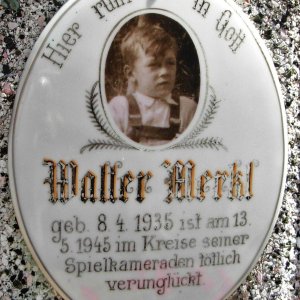 Hier ruht in Gott
Walter Merkl
geb. 8. 4. 1935 ist am 13.
5. 1945 im Kreise seiner
Spielkameraden tötlich
verunglückt.